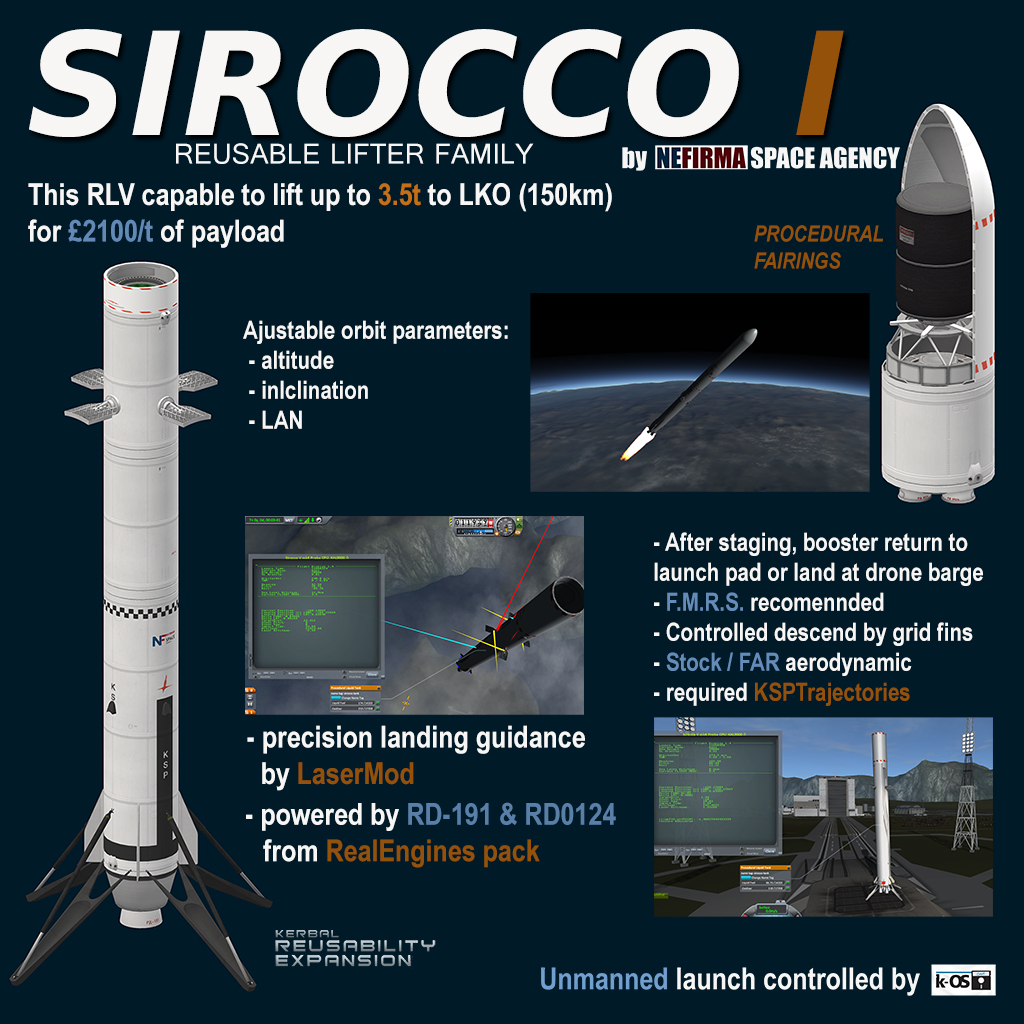 SIROCCO I
REUSABLE LIFTER FAMILY
by NEFIRMA SPACE AGENCY
This RLV capable to lift up to 3.5t to LKO (150km)
for £2100/t of payload
PROCEDURAL
FAIRINGS
Ajustable orbit parameters:
- altitude
- inlclination
- LAN
- After staging, booster return to
launch pad or land at drone barge
- F.M.R.S. recomennded
- Controlled descend by grid fins
- Stock / FAR aerodynamic
- required KSPTrajectories
NF
SPACE
KS
KSP
- precision landing guidance
by LaserMod
- powered by RD-191 & RD0124
from RealEngines pack
KERBAL
REUSABILITY
EXPANSION
Unmanned launch controlled by k-OS